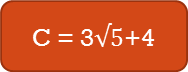 C = 3√5+4